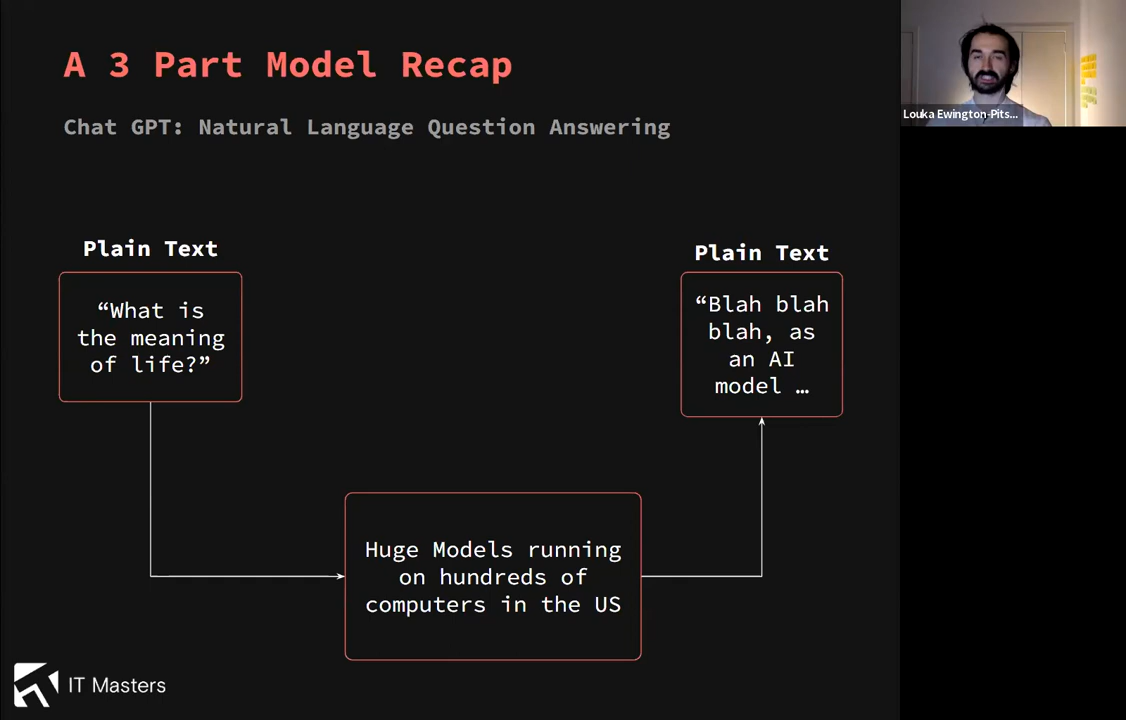 A 3 Part Model Recap
Chat GPT: Natural Language Question Answering
Louka Ewington-Pits...
Plain Text
“What is
the meaning
of life?”
Plain Text
“Blah blah
blah, as
an AI
model …
Huge Models running
on hundreds of
computers in the US
IT Masters